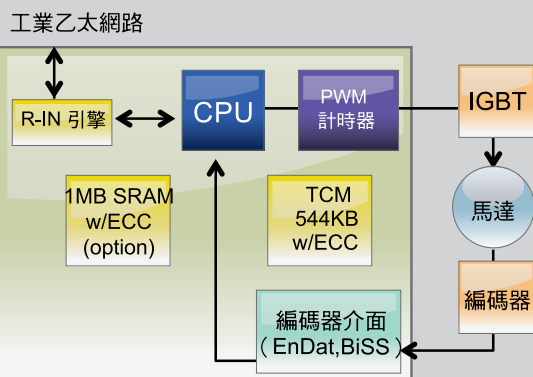 工業乙太網路
R-IN 引擎
CPU
PWM
計時器
IGBT
1MB SRAM
w/ECC
(option)
TCM
544KB
w/ECC
馬達
編碼器介面
（EnDat,BiSS）
編碼器